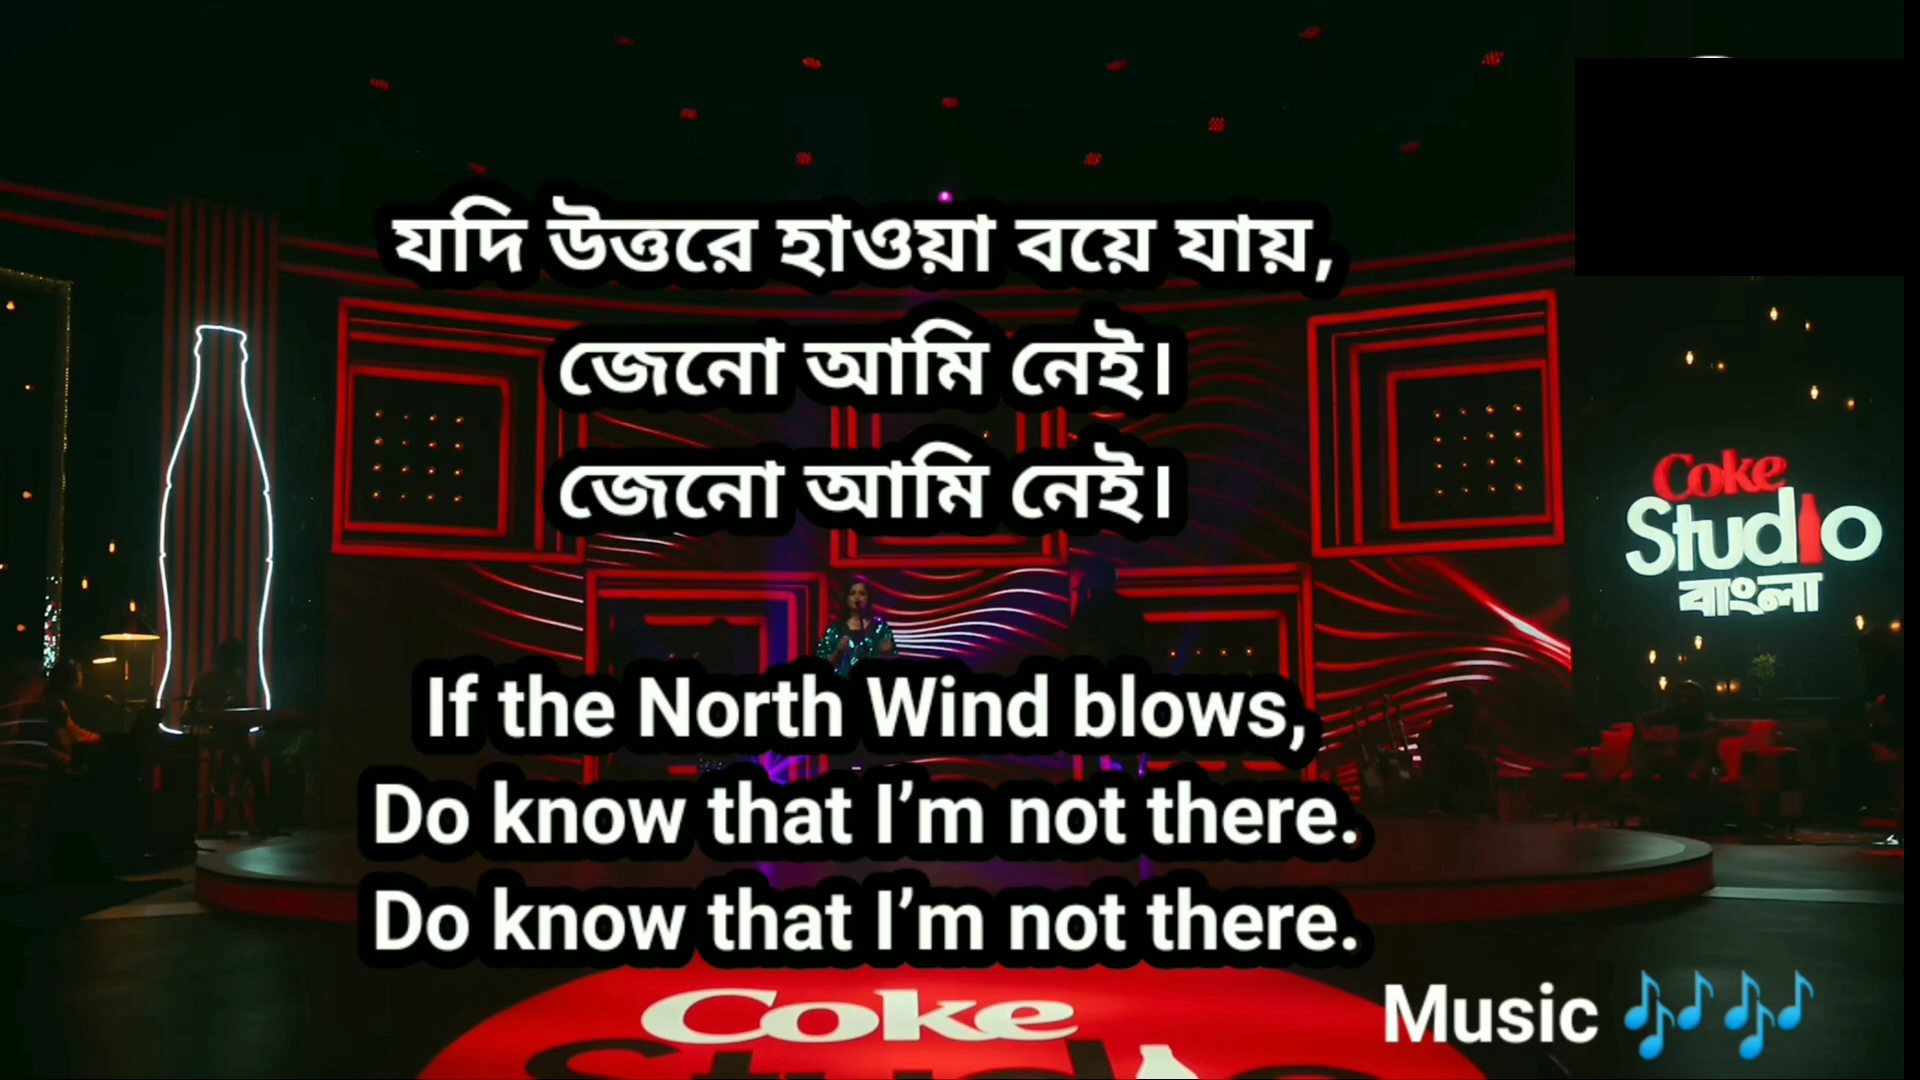 যদি উত্তরে হাওয়া বয়ে যায়,
জেনো আমি নেই।
জেনো আমি নেই।
Coke
Studio
বাংলা
If the North Wind blows,
Do know that I’m not there.
Do know that I’m not there.
Music 🎶 🎶
Coke
Studio